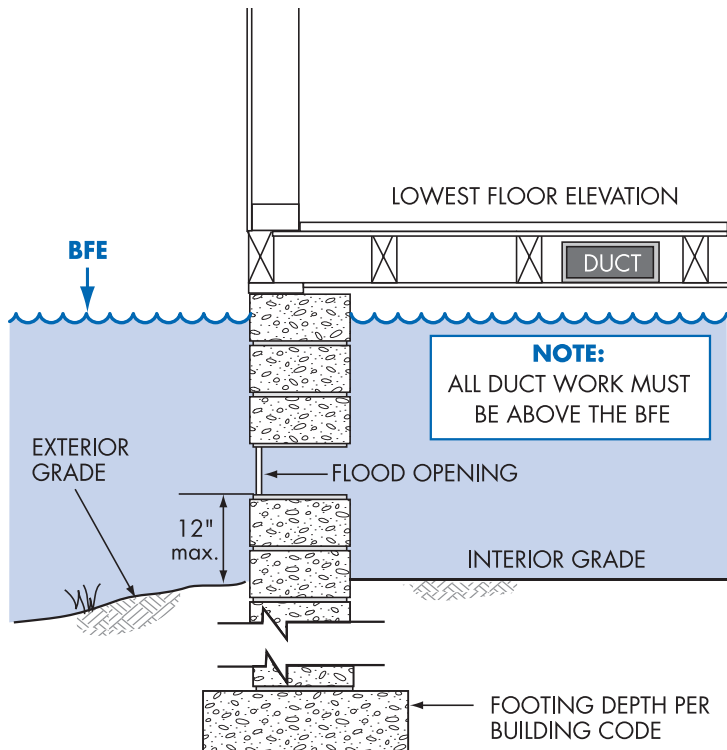 LOWEST FLOOR ELEVATION
BFE
DUCT
NOTE:
ALL DUCT WORK MUST
BE ABOVE THE BFE
EXTERIOR
GRADE
FLOOD OPENING
12"
max.
INTERIOR GRADE
FOOTING DEPTH PER
BUILDING CODE